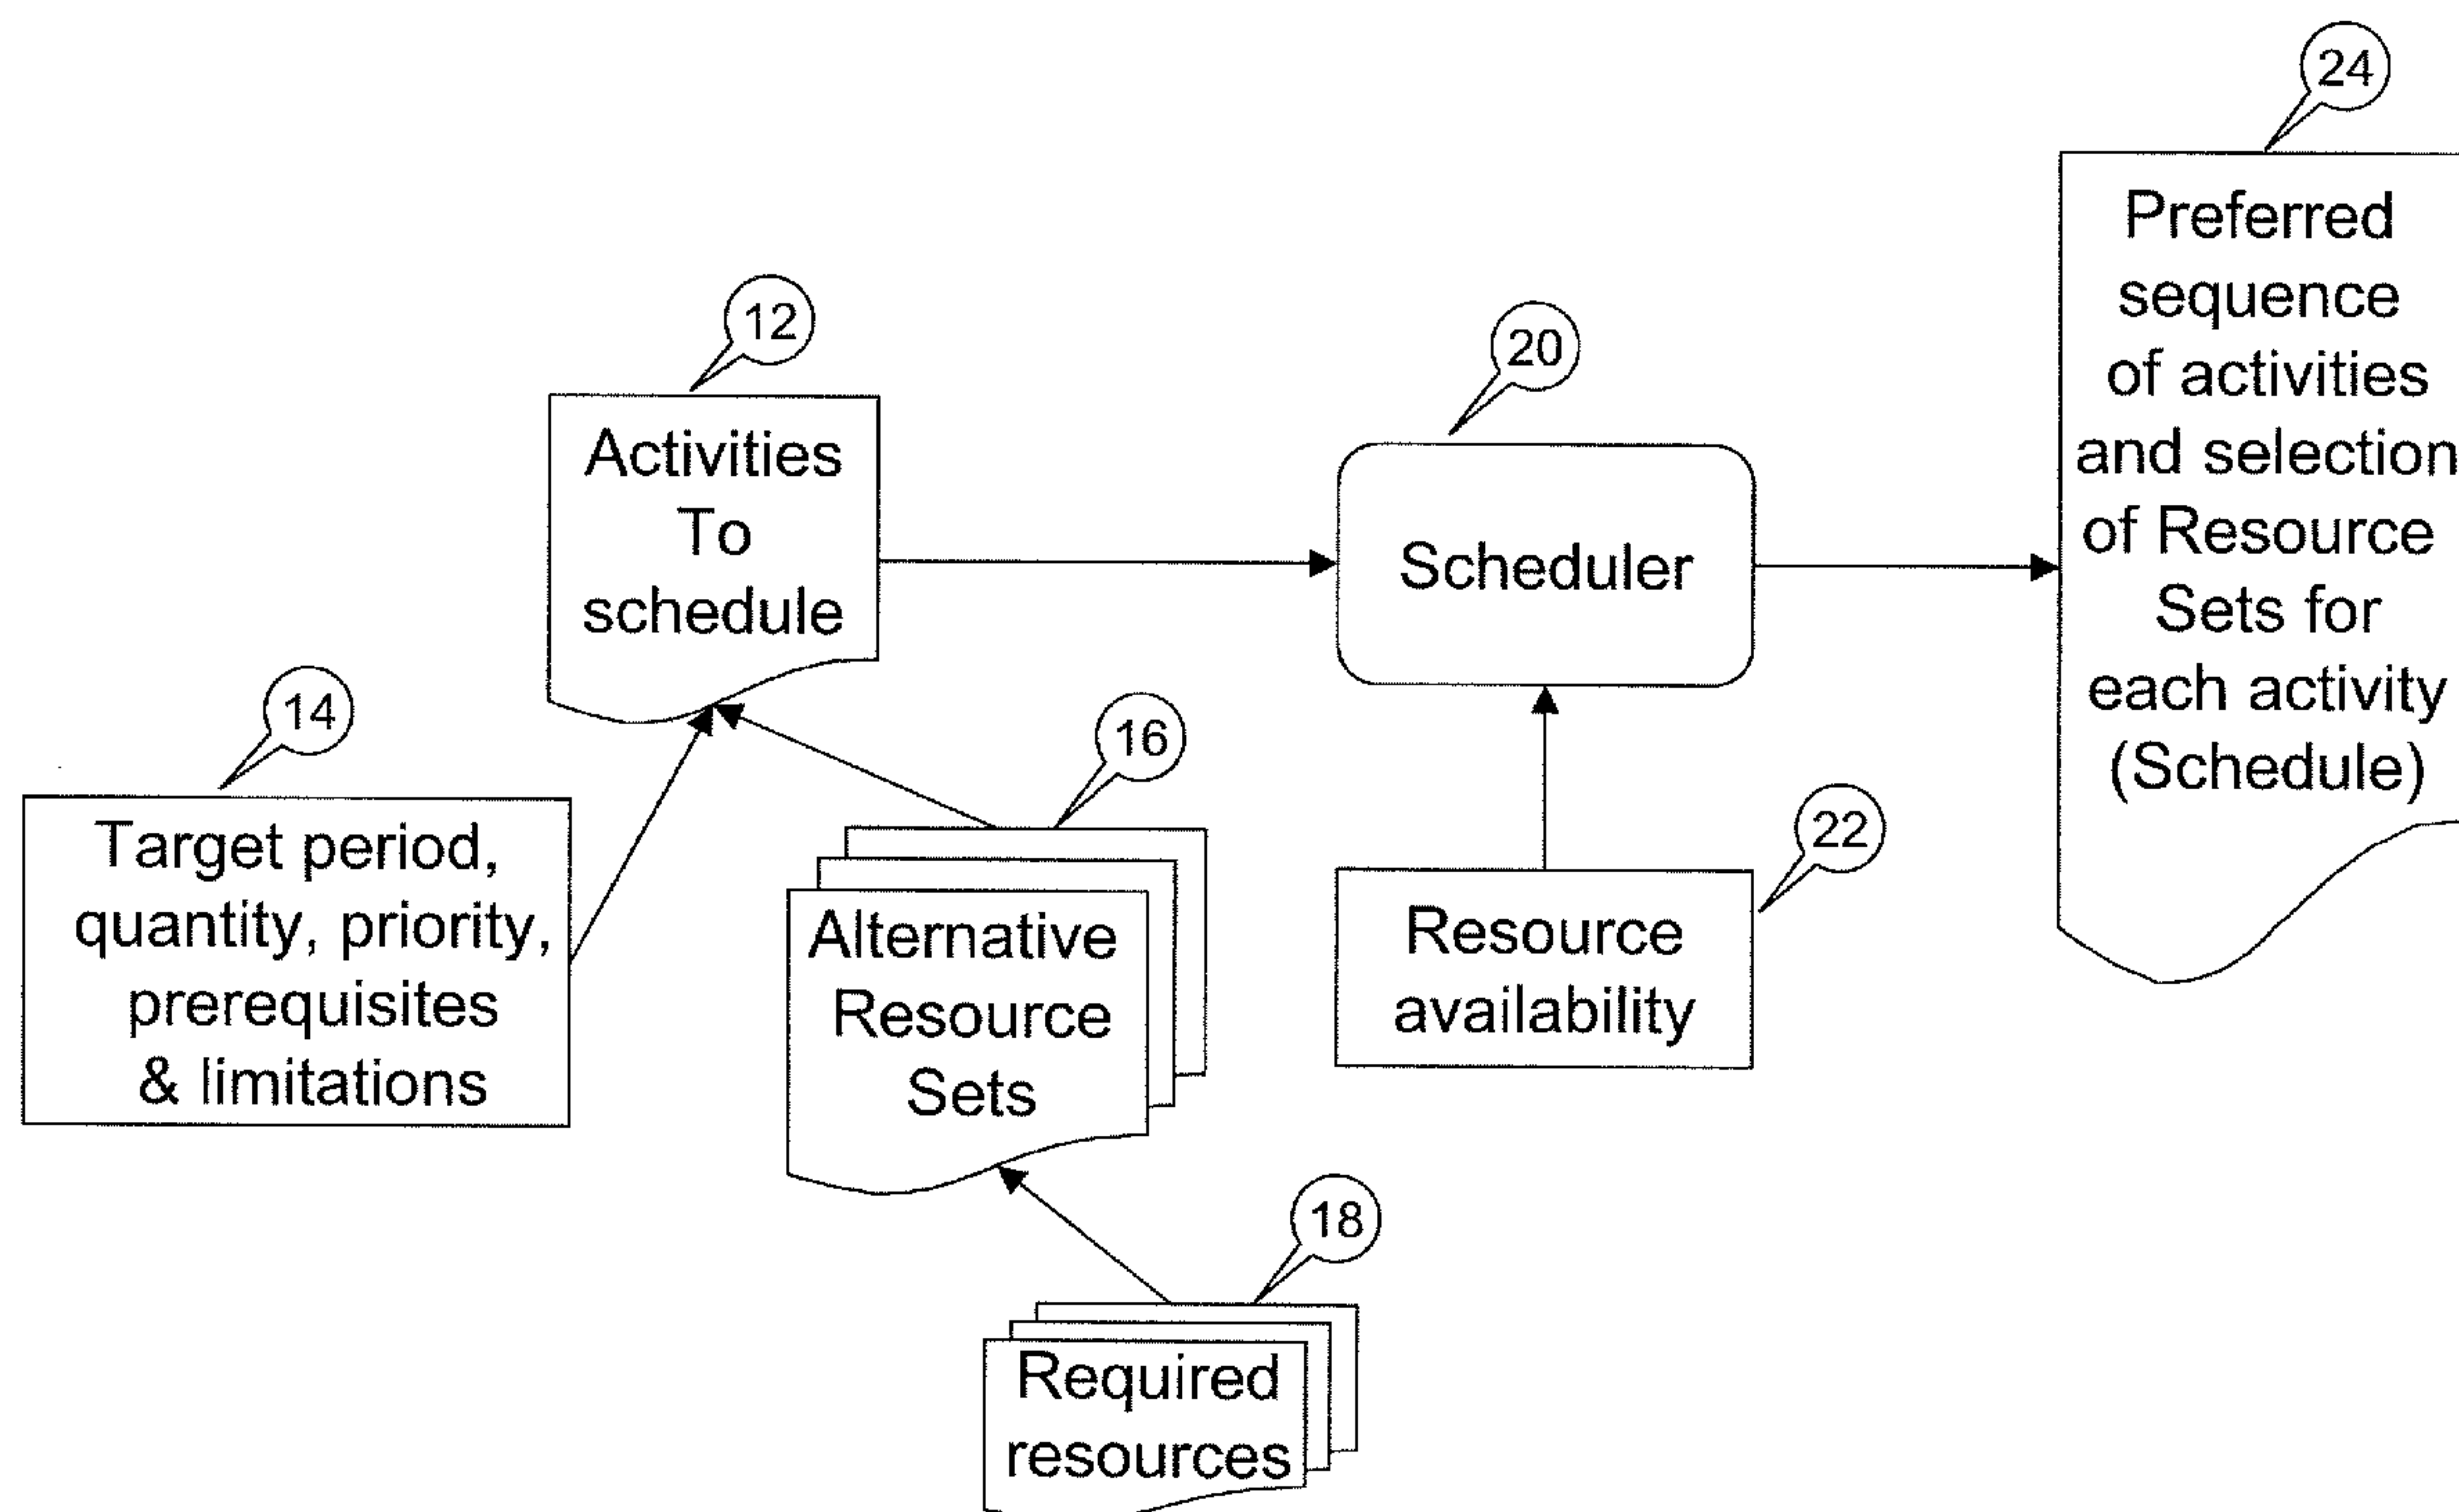 24
Preferred
sequence
of activities
and selection
of Resource
Sets for
each activity
(Schedule)
12
Activities
To
schedule
20
Scheduler
14
Target period,
quantity, priority,
prerequisites
& limitations
16
Alternative
Resource
Sets
22
Resource
availability
18
Required
resources